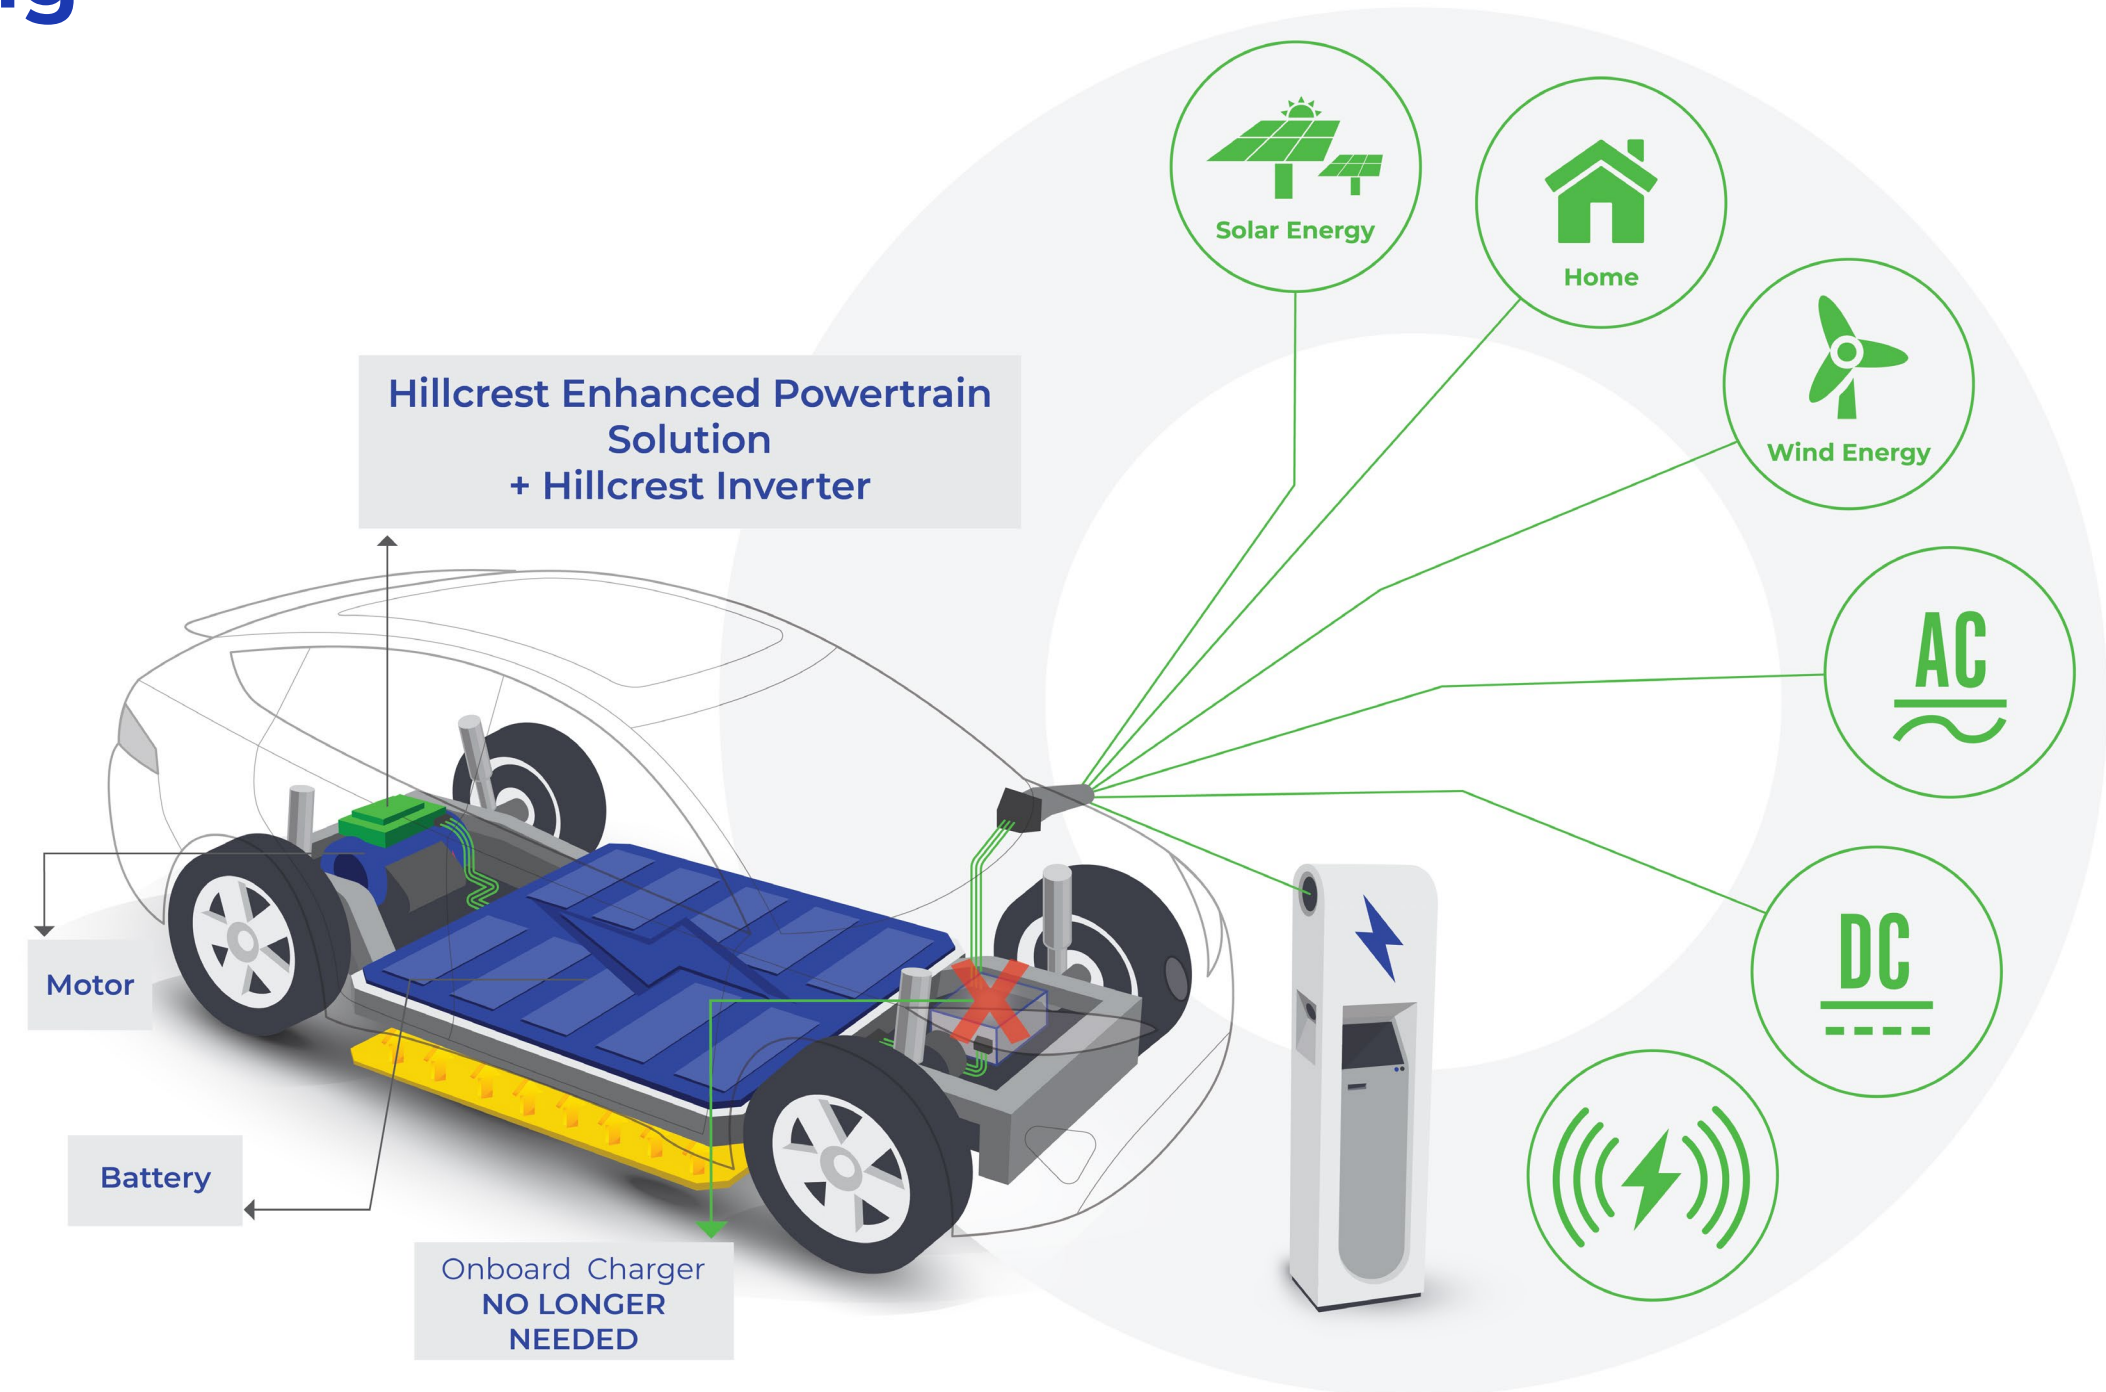 Solar Energy
Home
Wind Energy
Hillcrest Enhanced Powertrain
Solution
+ Hillcrest Inverter
AC
DC
Motor
Battery
Onboard Charger
NO LONGER
NEEDED